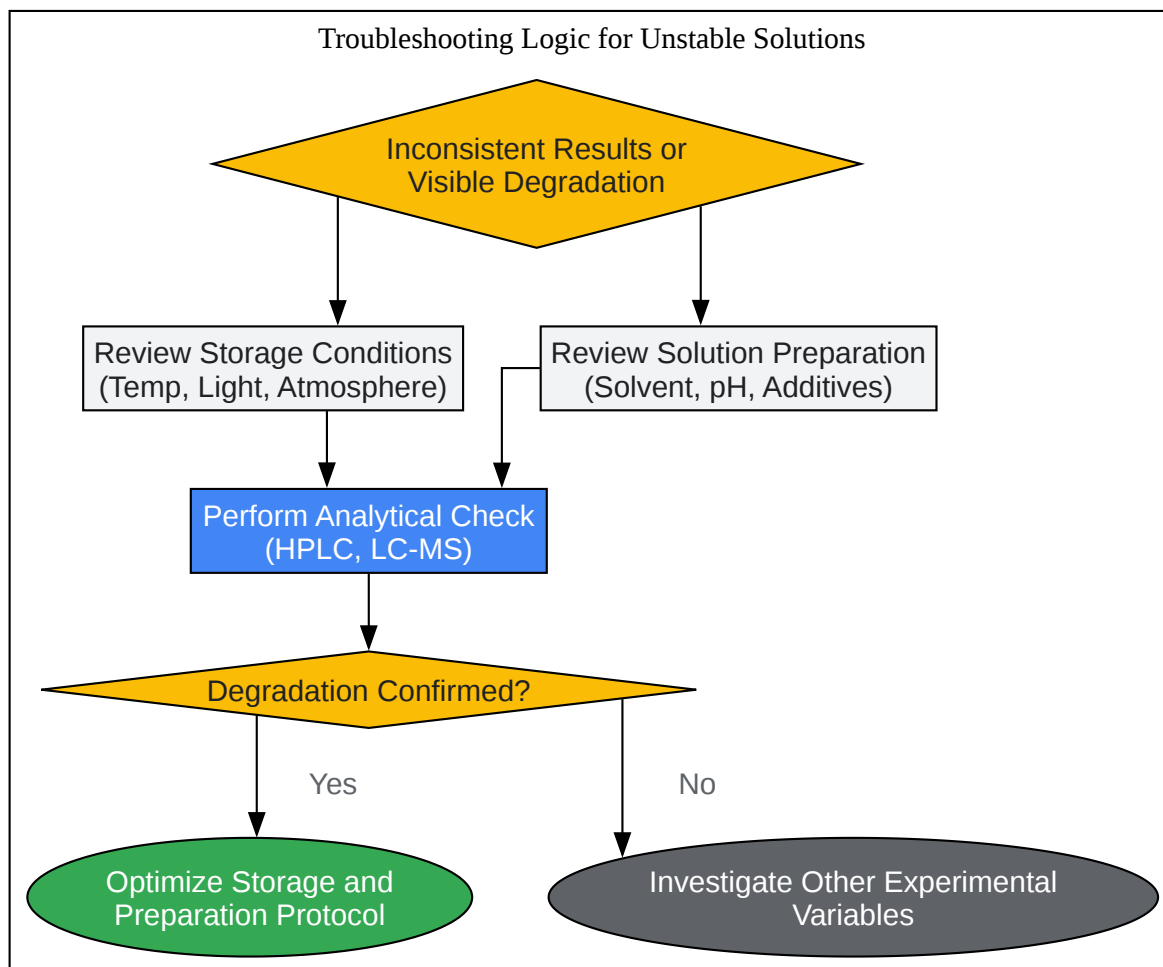 Troubleshooting Logic for Unstable Solutions
Inconsistent Results or
Visible Degradation
Review Storage Conditions
(Temp, Light, Atmosphere)
Review Solution Preparation
(Solvent, pH, Additives)
Perform Analytical Check
(HPLC, LC-MS)
Degradation Confirmed?
Yes
No
Optimize Storage and
Preparation Protocol
Investigate Other Experimental
Variables